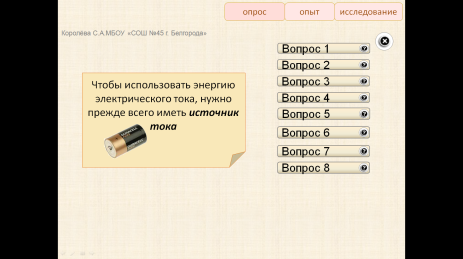 опрос опыт исследование
Королёва С.А.МБОУ «СОШ №45 г. Белгорода»
Чтобы использовать энергию
электрического тока, нужно
прежде всего иметь источник
тока
Вопрос 1
Вопрос 2
Вопрос 3
Вопрос 4
Вопрос 5
Вопрос 6
Вопрос 7
Вопрос 8